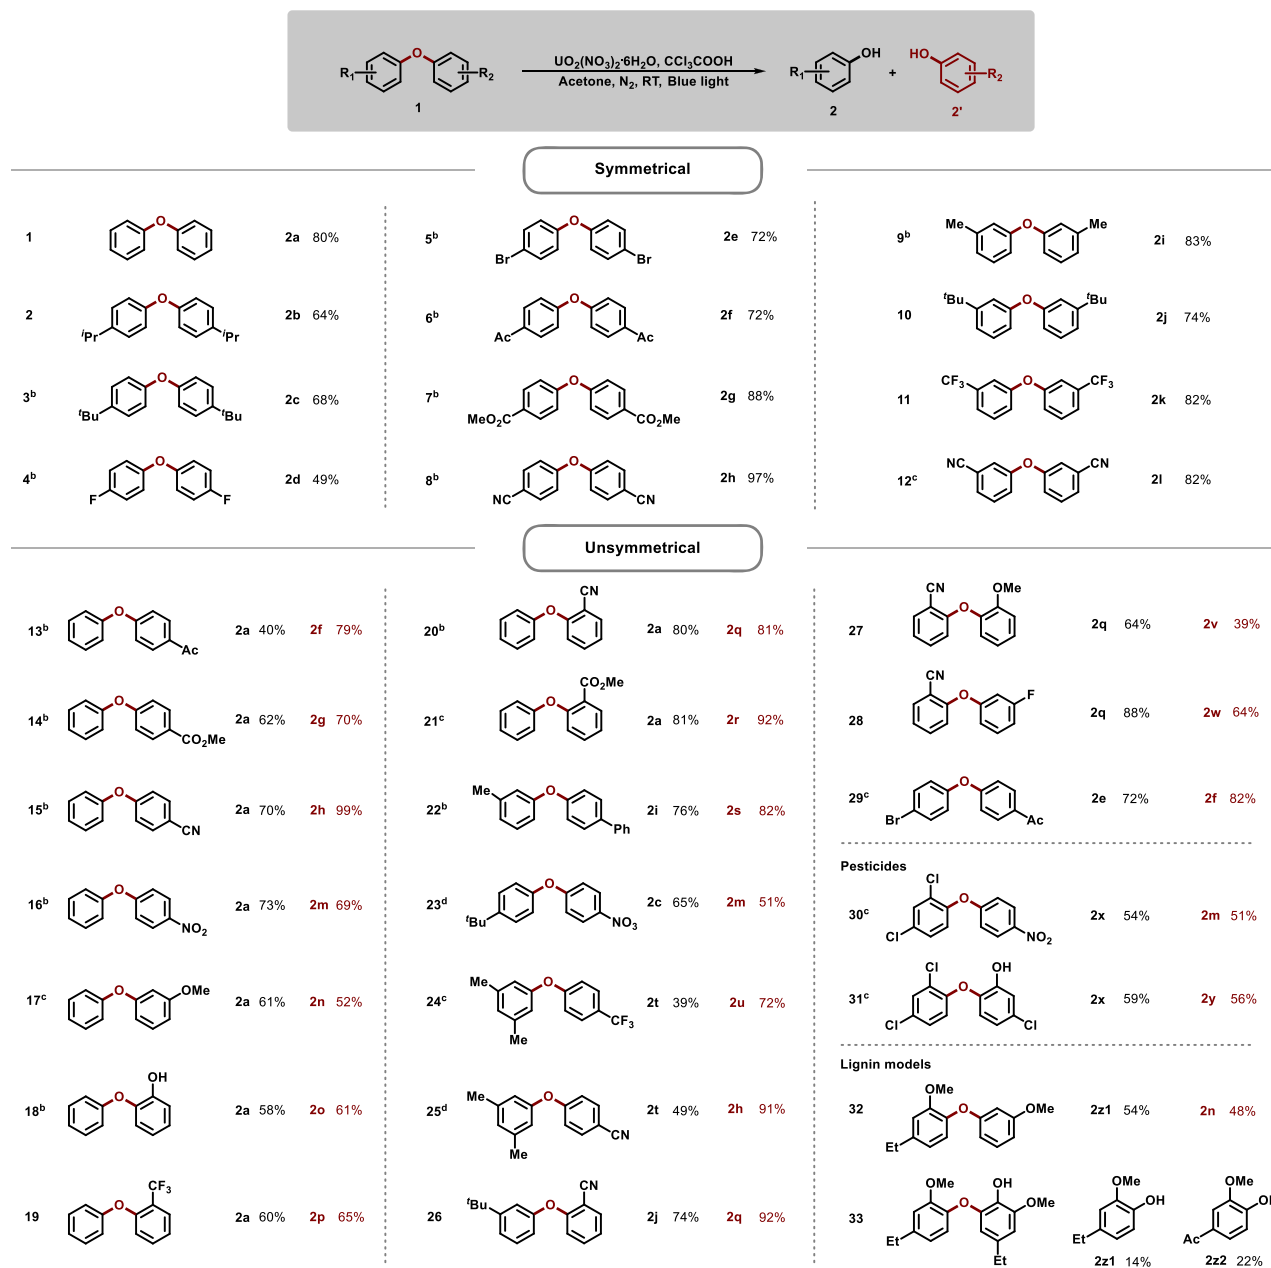 R1 O R2
1
UO2(NO3)2·6H2O, CCl3COOH
Acetone, N2, RT, Blue light
R1 OH
2
+
HO R2
2'
Symmetrical
1 O 2a 80%
5b O Br Br 2e 72%
9b Me O Me 2i 83%
2 O iPr iPr 2b 64%
6b O Ac Ac 2f 72%
10 tBu O tBu 2j 74%
3b O tBu tBu 2c 68%
7b O MeO2C CO2Me 2g 88%
11 CF3 O CF3 2k 82%
4b O F F 2d 49%
8b O NC CN 2h 97%
12c NC O CN 2l 82%
Unsymmetrical
13b O Ac 2a 40% 2f 79%
20b O CN 2a 80% 2q 81%
27 CN O OMe 2q 64% 2v 39%
14b O CO2Me 2a 62% 2g 70%
21c O CO2Me 2a 81% 2r 92%
28 CN O F 2q 88% 2w 64%
15b O CN 2a 70% 2h 99%
22b Me O Ph 2i 76% 2s 82%
29c Br O Ac 2e 72% 2f 82%
Pesticides
16b O NO2 2a 73% 2m 69%
23d tBu O NO3 2c 65% 2m 51%
30c Cl Cl O NO2 2x 54% 2m 51%
17c O OMe 2a 61% 2n 52%
24c Me Me O CF3 2t 39% 2u 72%
31c Cl Cl O OH Cl 2x 59% 2y 56%
Lignin models
18b O OH 2a 58% 2o 61%
25d Me Me O CN 2t 49% 2h 91%
32 OMe Et O OMe 2z1 54% 2n 48%
19 O CF3 2a 60% 2p 65%
26 tBu O CN 2j 74% 2q 92%
33 OMe Et O OH OMe Et
OMe OH Et
2z1 14%
OMe Ac
2z2 22%